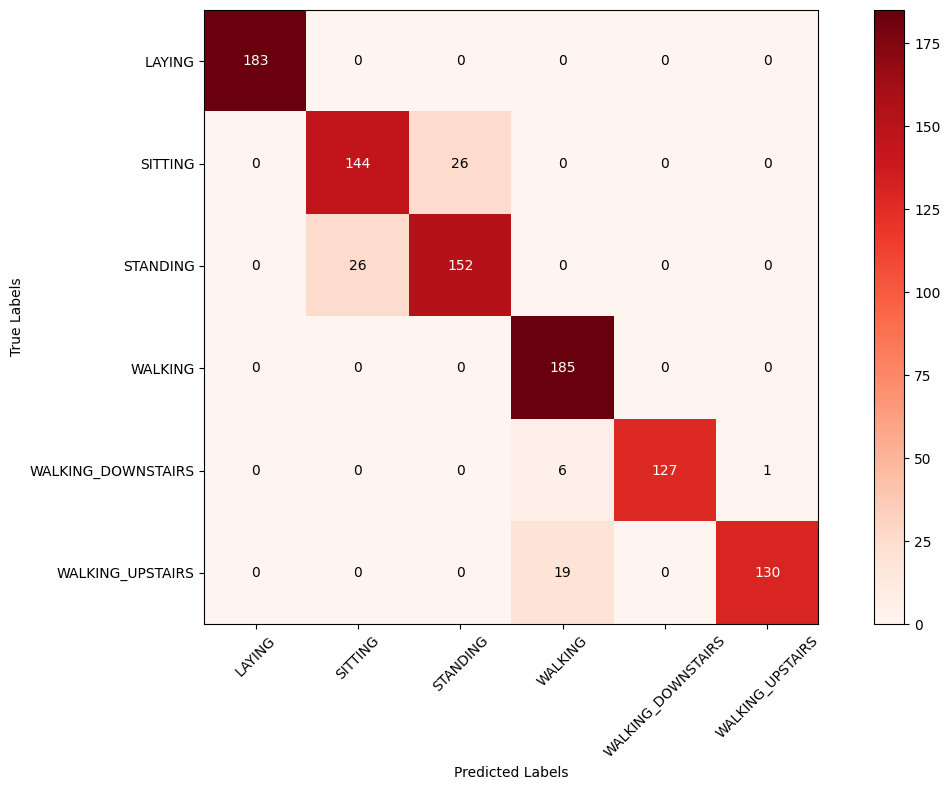 LAYING 183 0 0 0 0 0
SITTING 0 144 26 0 0 0
STANDING 0 26 152 0 0 0
WALKING 0 0 0 185 0 0
WALKING_DOWNSTAIRS 0 0 0 6 127 1
WALKING_UPSTAIRS 0 0 0 19 0 130
True Labels
LAYING
SITTING
STANDING
WALKING
WALKING_DOWNSTAIRS
WALKING_UPSTAIRS
Predicted Labels
175
150
125
100
75
50
25
0